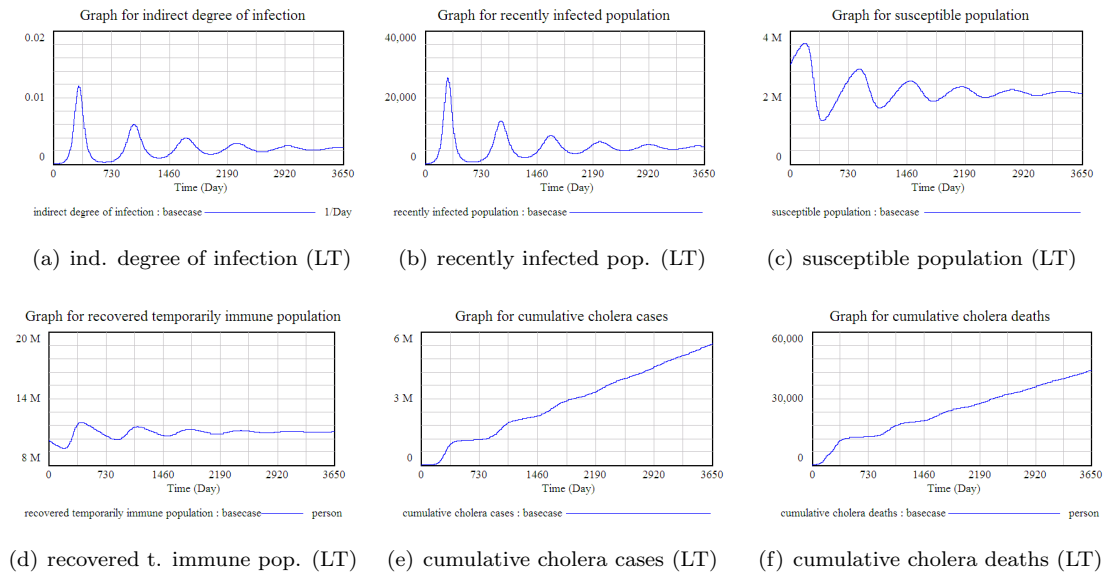 Graph for indirect degree of infection
0.02
0.01
0
0 730 1460 2190 2920 3650
Time (Day)
indirect degree of infection : basecase 1/Day
(a) ind. degree of infection (LT)
Graph for recently infected population
40,000
20,000
0
0 730 1460 2190 2920 3650
Time (Day)
recently infected population : basecase
(b) recently infected pop. (LT)
Graph for susceptible population
4 M
2 M
0
0 730 1460 2190 2920 3650
Time (Day)
susceptible population : basecase
(c) susceptible population (LT)
Graph for recovered temporarily immune population
20 M
14 M
8 M
0 730 1460 2190 2920 3650
Time (Day)
recovered temporarily immune population : basecase person
(d) recovered t. immune pop. (LT)
Graph for cumulative cholera cases
6 M
3 M
0
0 730 1460 2190 2920 3650
Time (Day)
cumulative cholera cases : basecase
(e) cumulative cholera cases (LT)
Graph for cumulative cholera deaths
60,000
30,000
0
0 730 1460 2190 2920 3650
Time (Day)
cumulative cholera deaths : basecase person
(f) cumulative cholera deaths (LT)